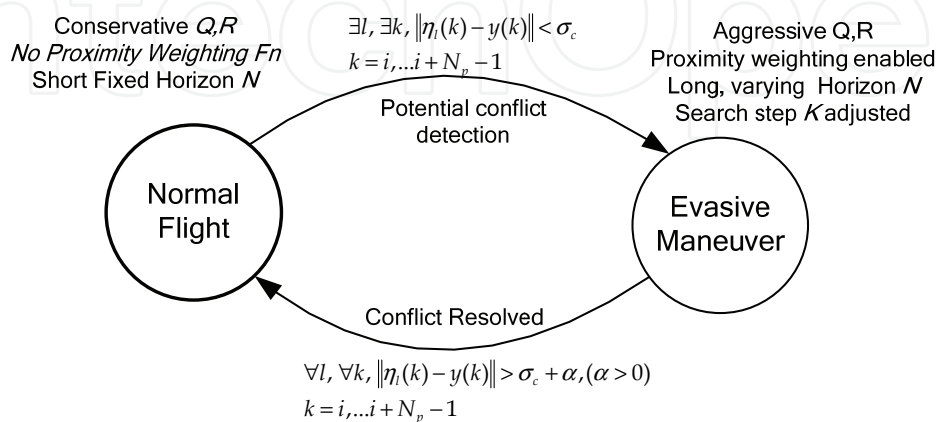 Conservative Q,R
No Proximity Weighting Fn
Short Fixed Horizon N
∃l, ∃k, ‖η_l(k) − y(k)‖ < σ_c
k = i,...i + N_p − 1
Potential conflict
detection
Aggressive Q,R
Proximity weighting enabled
Long, varying Horizon N
Search step K adjusted
Normal
Flight
Evasive
Maneuver
Conflict Resolved
∀l, ∀k, ‖η_l(k) − y(k)‖ > σ_c + α,(α > 0)
k = i,...i + N_p − 1